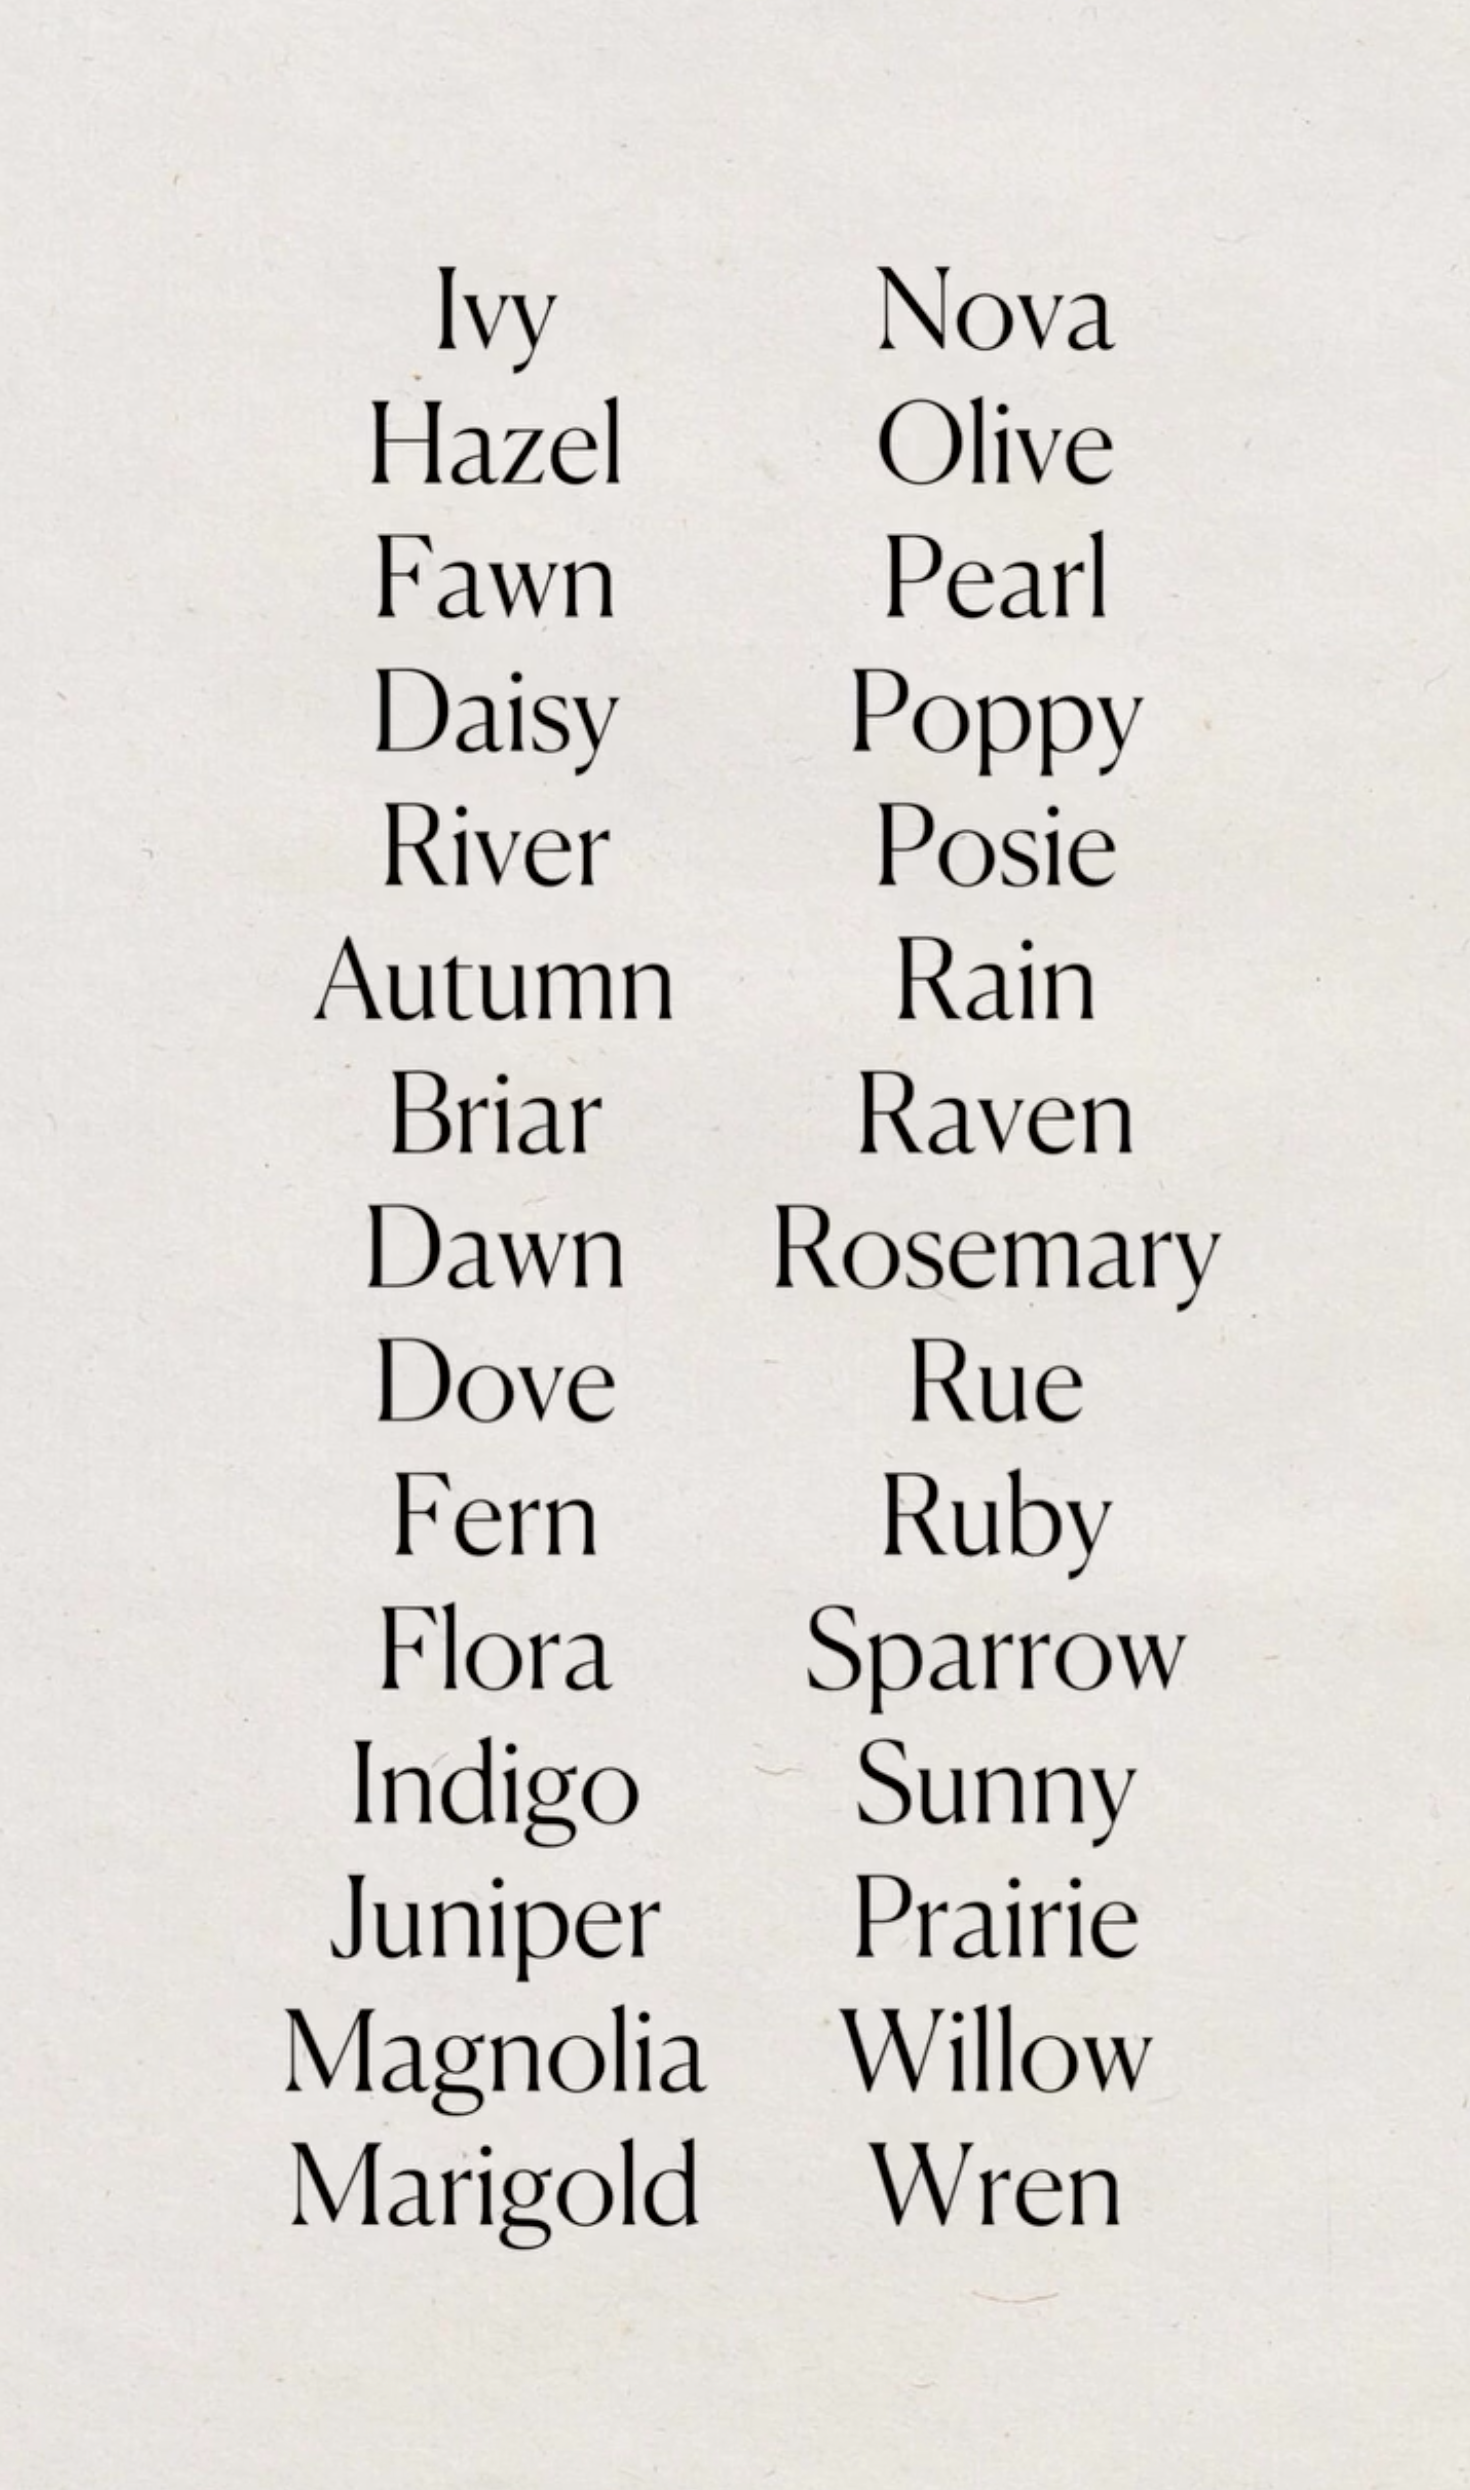 Ivy
Hazel
Fawn
Daisy
River
Autumn
Briar
Dawn
Dove
Fern
Flora
Indigo
Juniper
Magnolia
Marigold
Nova
Olive
Pearl
Poppy
Posie
Rain
Raven
Rosemary
Rue
Ruby
Sparrow
Sunny
Prairie
Willow
Wren